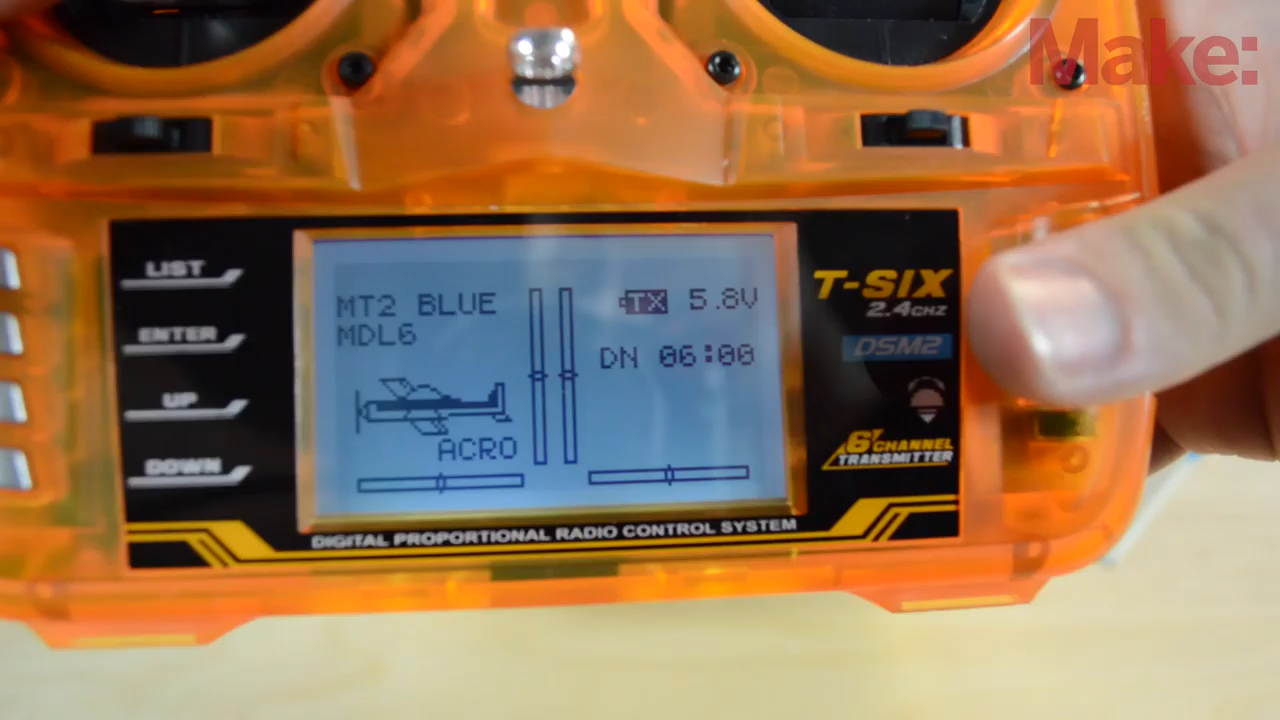 Make:
LIST
ENTER
UP
DOWN
MT2 BLUE
MDL6
ACRO
TX 5.8V
DN 06:00
T-SIX
2.4GHZ
DSM2
6 CHANNEL
TRANSMITTER
DIGITAL PROPORTIONAL RADIO CONTROL SYSTEM